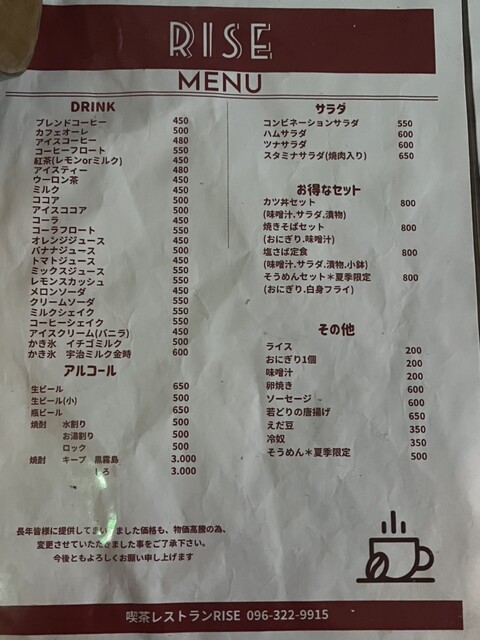 RISE
MENU
DRINK
ブレンドコーヒー 450
カフェオーレ 500
アイスコーヒー 480
コーヒーフロート 550
紅茶(レモンorミルク) 450
アイスティー 480
ウーロン茶 450
ミルク 450
ココア 500
アイスココア 500
コーラ 450
コーラフロート 550
オレンジジュース 450
バナナジュース 500
トマトジュース 450
ミックスジュース 550
レモンスカッシュ 550
メロンソーダ 450
クリームソーダ 550
ミルクシェイク 550
コーヒーシェイク 550
アイスクリーム(バニラ) 450
かき氷 イチゴミルク 500
かき氷 宇治ミルク金時 600
アルコール
生ビール 650
生ビール(小) 500
瓶ビール 650
焼酎 水割り 500
お湯割り 500
ロック 500
焼酎 キープ 黒霧島 3.000
しろ 3.000
サラダ
コンビネーションサラダ 550
ハムサラダ 600
ツナサラダ 600
スタミナサラダ(焼肉入り) 650
お得なセット
カツ丼セット 800
(味噌汁.サラダ.漬物)
焼きそばセット 800
(おにぎり.味噌汁)
塩さば定食 800
(味噌汁.サラダ.漬物.小鉢)
そうめんセット＊夏季限定 800
(おにぎり.白身フライ)
その他
ライス 200
おにぎり1個 200
味噌汁 200
卵焼き 600
ソーセージ 600
若どりの唐揚げ 650
えだ豆 350
冷奴 350
そうめん＊夏季限定 500
長年皆様に提供してまいりました価格も、物価高騰の為、
変更させていただきました事をご了承下さい。
今後ともよろしくお願い申し上げます
喫茶レストランRISE 096-322-9915